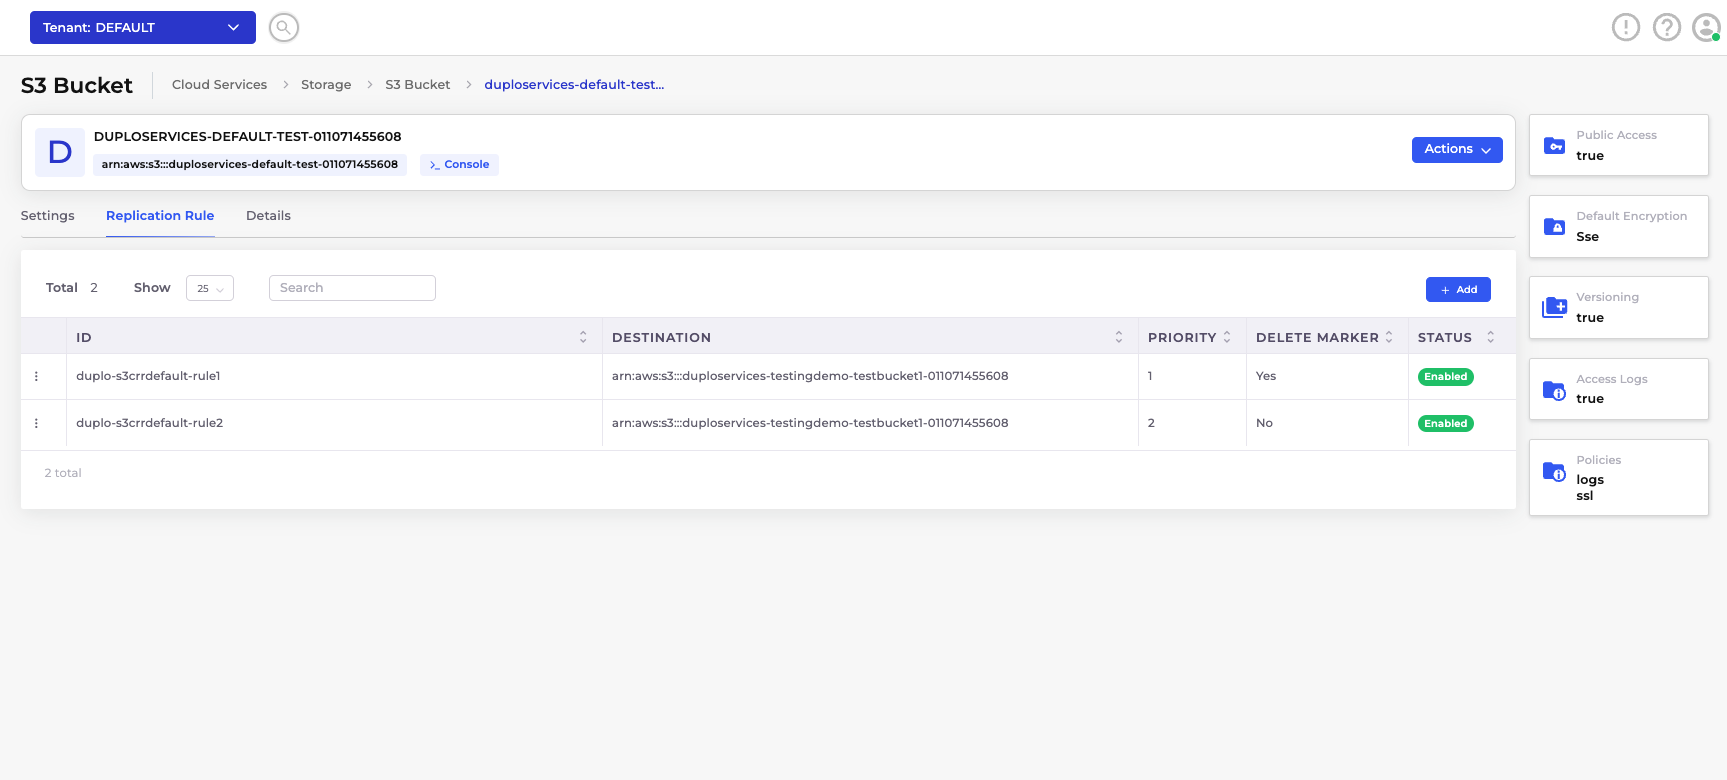 Tenant: DEFAULT
S3 Bucket
Cloud Services > Storage > S3 Bucket > duploservices-default-test...
D
DUPLOSERVICES-DEFAULT-TEST-011071455608
arn:aws:s3:::duploservices-default-test-011071455608
Console
Actions
Settings Replication Rule Details
Total 2 Show 25 Search
+ Add
ID DESTINATION PRIORITY DELETE MARKER STATUS
duplo-s3crrdefault-rule1 arn:aws:s3:::duploservices-testingdemo-testbucket1-011071455608 1 Yes Enabled
duplo-s3crrdefault-rule2 arn:aws:s3:::duploservices-testingdemo-testbucket1-011071455608 2 No Enabled
2 total
Public Access
true
Default Encryption
Sse
Versioning
true
Access Logs
true
Policies
logs
ssl